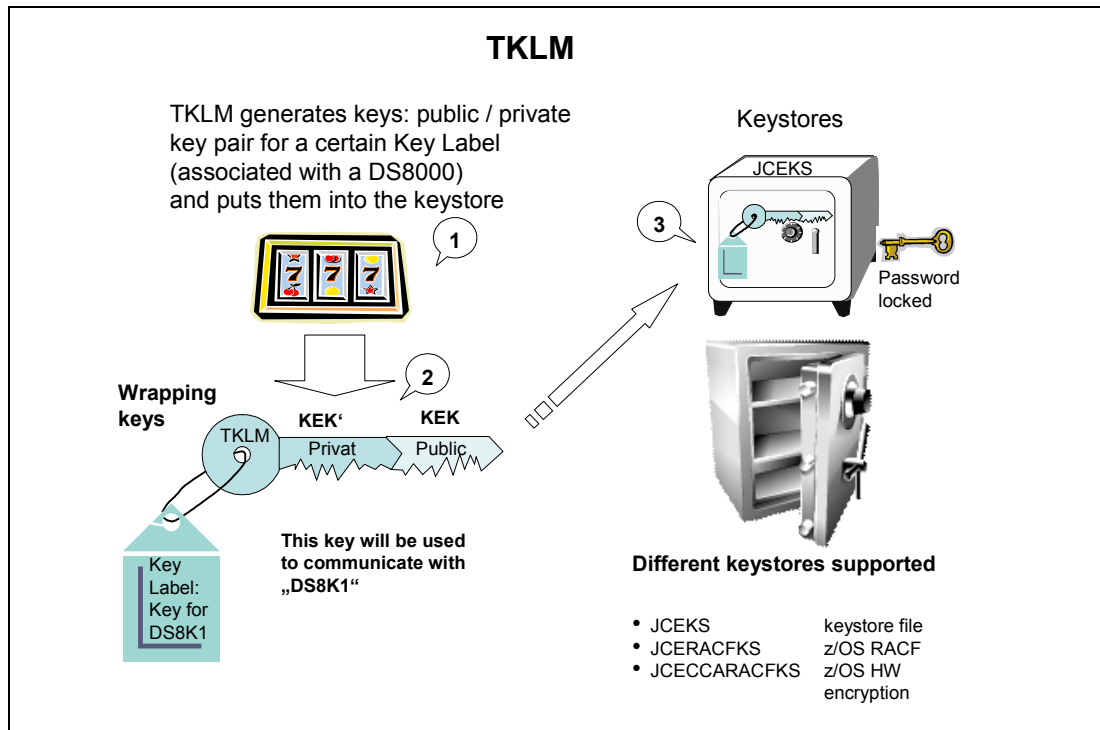 TKLM
TKLM generates keys: public / private
key pair for a certain Key Label
(associated with a DS8000)
and puts them into the keystore
1
7 7 7
2
Wrapping
keys
KEK‘ KEK
TKLM Privat Public
Key
Label:
Key for
DS8K1
This key will be used
to communicate with
„DS8K1“
Keystores
JCEKS
3
Password
locked
Different keystores supported
• JCEKS keystore file
• JCERACFKS z/OS RACF
• JCECCARACFKS z/OS HW
encryption